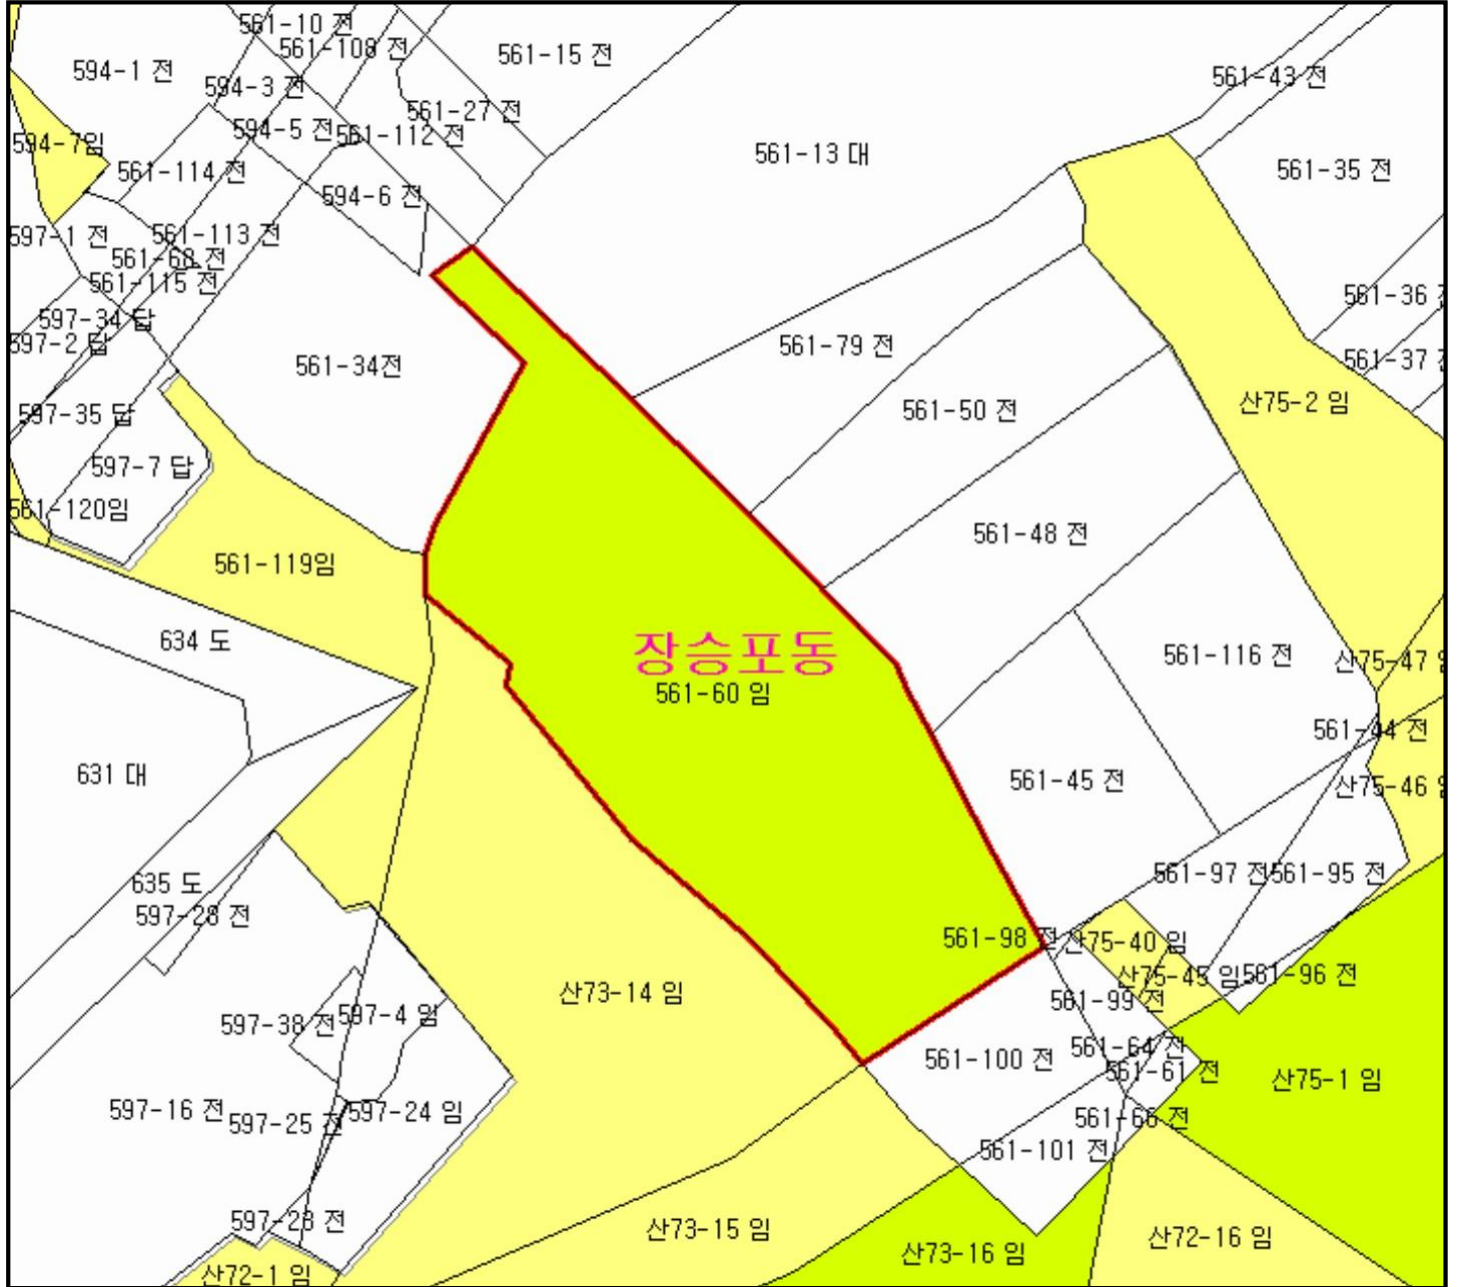 561-10 전
561-108 전
561-15 전
594-1 전
561-43 전
594-3 전
561-27 전
594-5 전
561-112 전
594-7임
561-13 대
561-114 전
561-35 전
594-6 전
597-1 전
561-113 전
561-68 전
561-115 전
561-36
597-34 답
597-2 답
561-79 전
561-37
561-34전
산75-2 임
561-50 전
597-35 답
597-7 답
561-120임
561-48 전
561-119임
634 도
장승포동
561-116 전
산75-47
561-60 임
561-44 전
631 대
561-45 전
산75-46
635 도
561-97 전
561-95 전
597-28 전
561-98 전
산75-40 임
산75-45 임
561-96 전
산73-14 임
561-99 전
597-38 전
597-4 임
561-64 전
561-100 전
561-61 전
산75-1 임
597-16 전
597-25 전
597-24 임
561-66 전
561-101 전
597-23 전
산73-15 임
산72-16 임
산73-16 임
산72-1 임